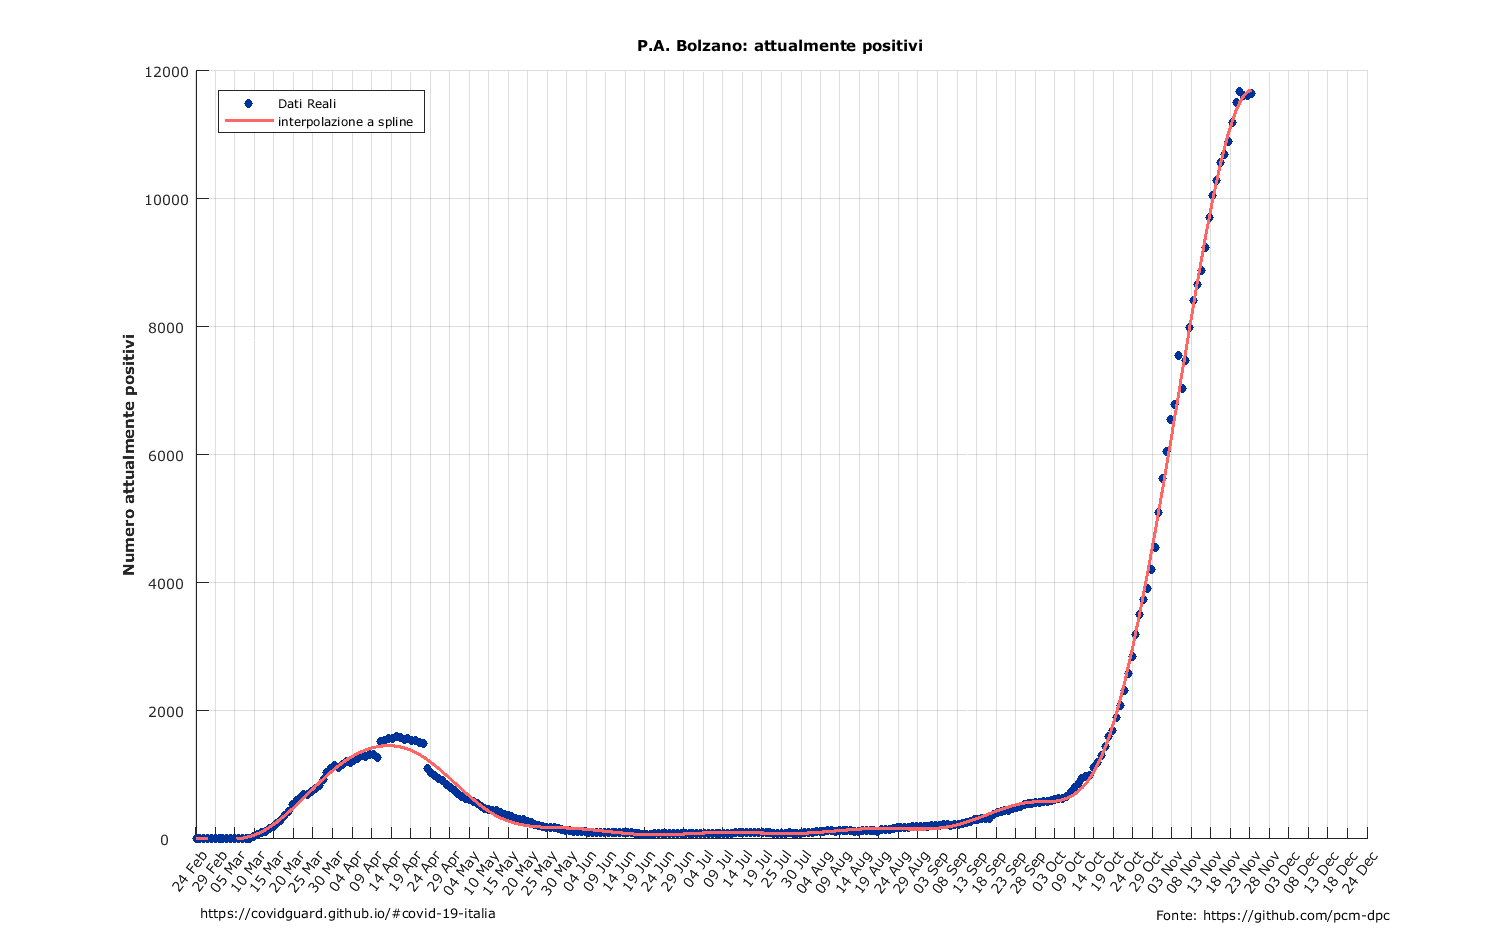 P.A. Bolzano: attualmente positivi
12000
10000
8000
6000
4000
2000
0
Numero attualmente positivi
Dati Reali
interpolazione a spline
24 Feb
29 Feb
05 Mar
10 Mar
15 Mar
20 Mar
25 Mar
30 Mar
04 Apr
09 Apr
14 Apr
19 Apr
24 Apr
29 Apr
04 May
10 May
15 May
20 May
25 May
30 May
04 Jun
09 Jun
14 Jun
19 Jun
24 Jun
29 Jun
04 Jul
09 Jul
14 Jul
19 Jul
25 Jul
30 Jul
04 Aug
09 Aug
14 Aug
19 Aug
24 Aug
29 Aug
03 Sep
08 Sep
13 Sep
18 Sep
23 Sep
28 Sep
03 Oct
09 Oct
14 Oct
19 Oct
24 Oct
29 Oct
03 Nov
08 Nov
13 Nov
18 Nov
23 Nov
28 Nov
03 Dec
08 Dec
13 Dec
18 Dec
24 Dec
https://covidguard.github.io/#covid-19-italia
Fonte: https://github.com/pcm-dpc